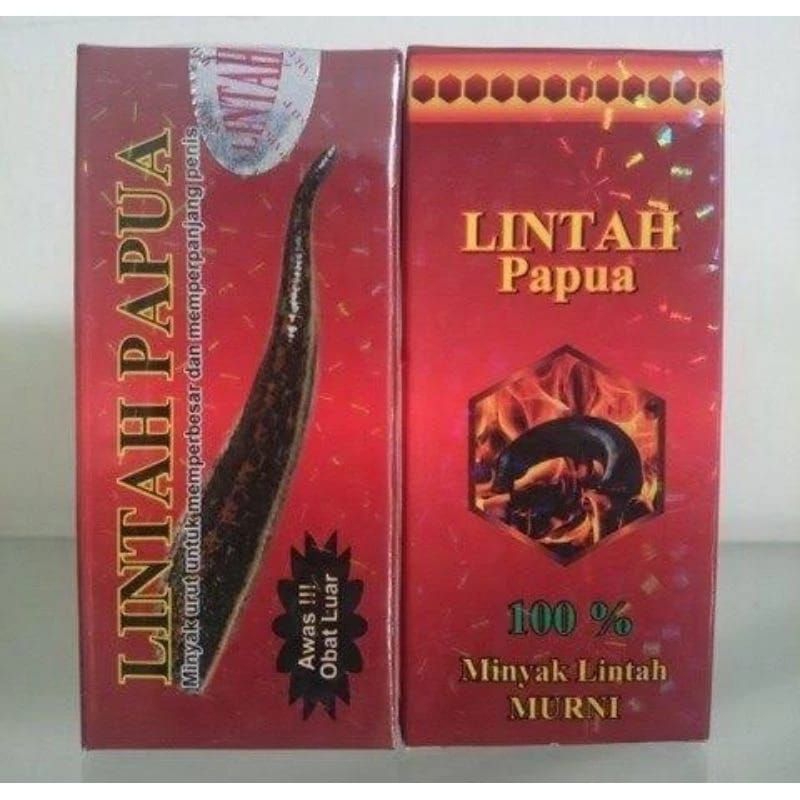 LINTAH
LINTAH PAPUA
Minyak urut untuk memperbesar dan memperpanjang penis
Awas !!!
Obat Luar
LINTAH
Papua
100 %
Minyak Lintah
MURNI